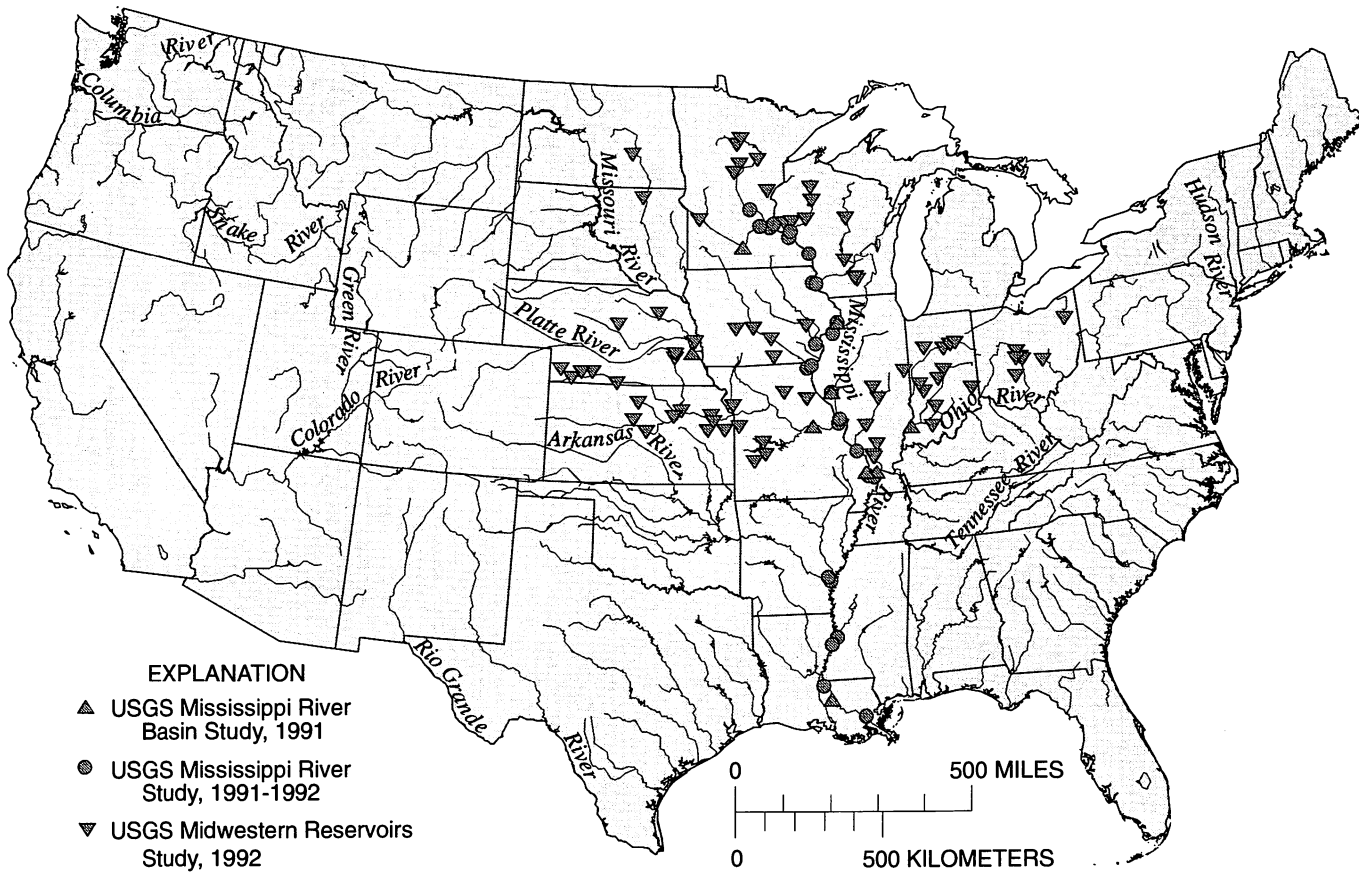 River
Columbia
Snake River
Green River
Colorado River
Missouri River
Platte River
Arkansas River
Mississippi River
Ohio River
Tennessee River
Hudson River
Rio Grande River
EXPLANATION
USGS Mississippi River
Basin Study, 1991
USGS Mississippi River
Study, 1991-1992
USGS Midwestern Reservoirs
Study, 1992
0 500 MILES
0 500 KILOMETERS